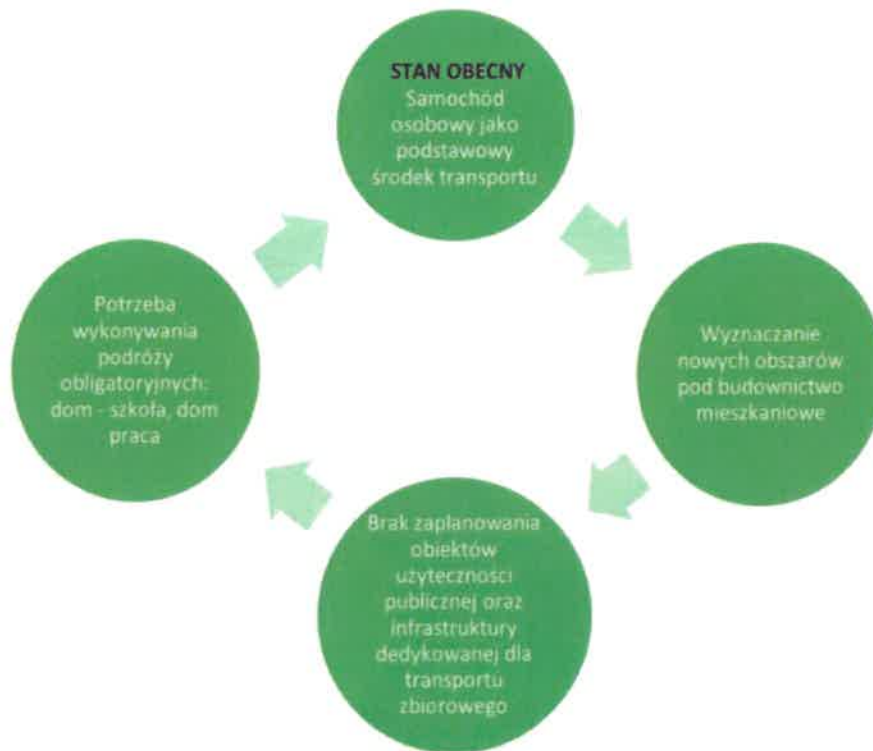 STAN OBECNY
Samochód
osobowy jako
podstawowy
środek transportu
Wyznaczanie
nowych obszarów
pod budownictwo
mieszkaniowe
Brak zaplanowania
obiektów
użyteczności
publicznej oraz
infrastruktury
dedykowanej dla
transportu
zbiorowego
Potrzeba
wykonywania
podróży
obligatoryjnych:
dom - szkoła, dom
praca